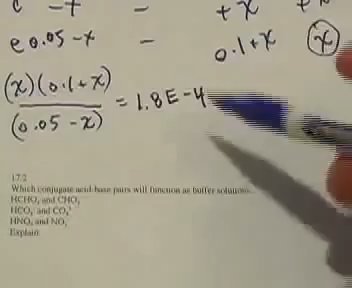 c -x - +x +x
e 0.05-x - 0.1+x (x)
(x)(0.1+x)
(0.05-x)
= 1.8E-4
17.2
Which conjugate acid-base pairs will function as buffer solutions
HCHO₂ and CHO₂⁻
HCO₃⁻ and CO₃²⁻
HNO₃ and NO₃⁻
Explain